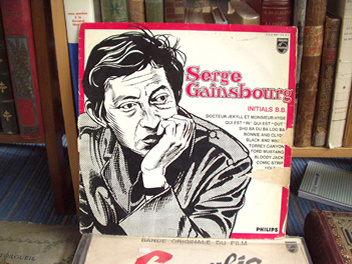 PHILIPS
Serge
Gainsbourg
INITIALS B.B.
DOCTEUR JEKYLL ET MONSIEUR HYDE
QUI EST "IN" QUI EST "OUT"
SHU BA DU BA LOO BA
BONNIE AND CLYDE
BLACK AND WHITE
TORREY CANYON
FORD MUSTANG
BLOODY JACK
COMIC STRIP
HOLD
PHILIPS
BANDE ORIGINALE DU FILM